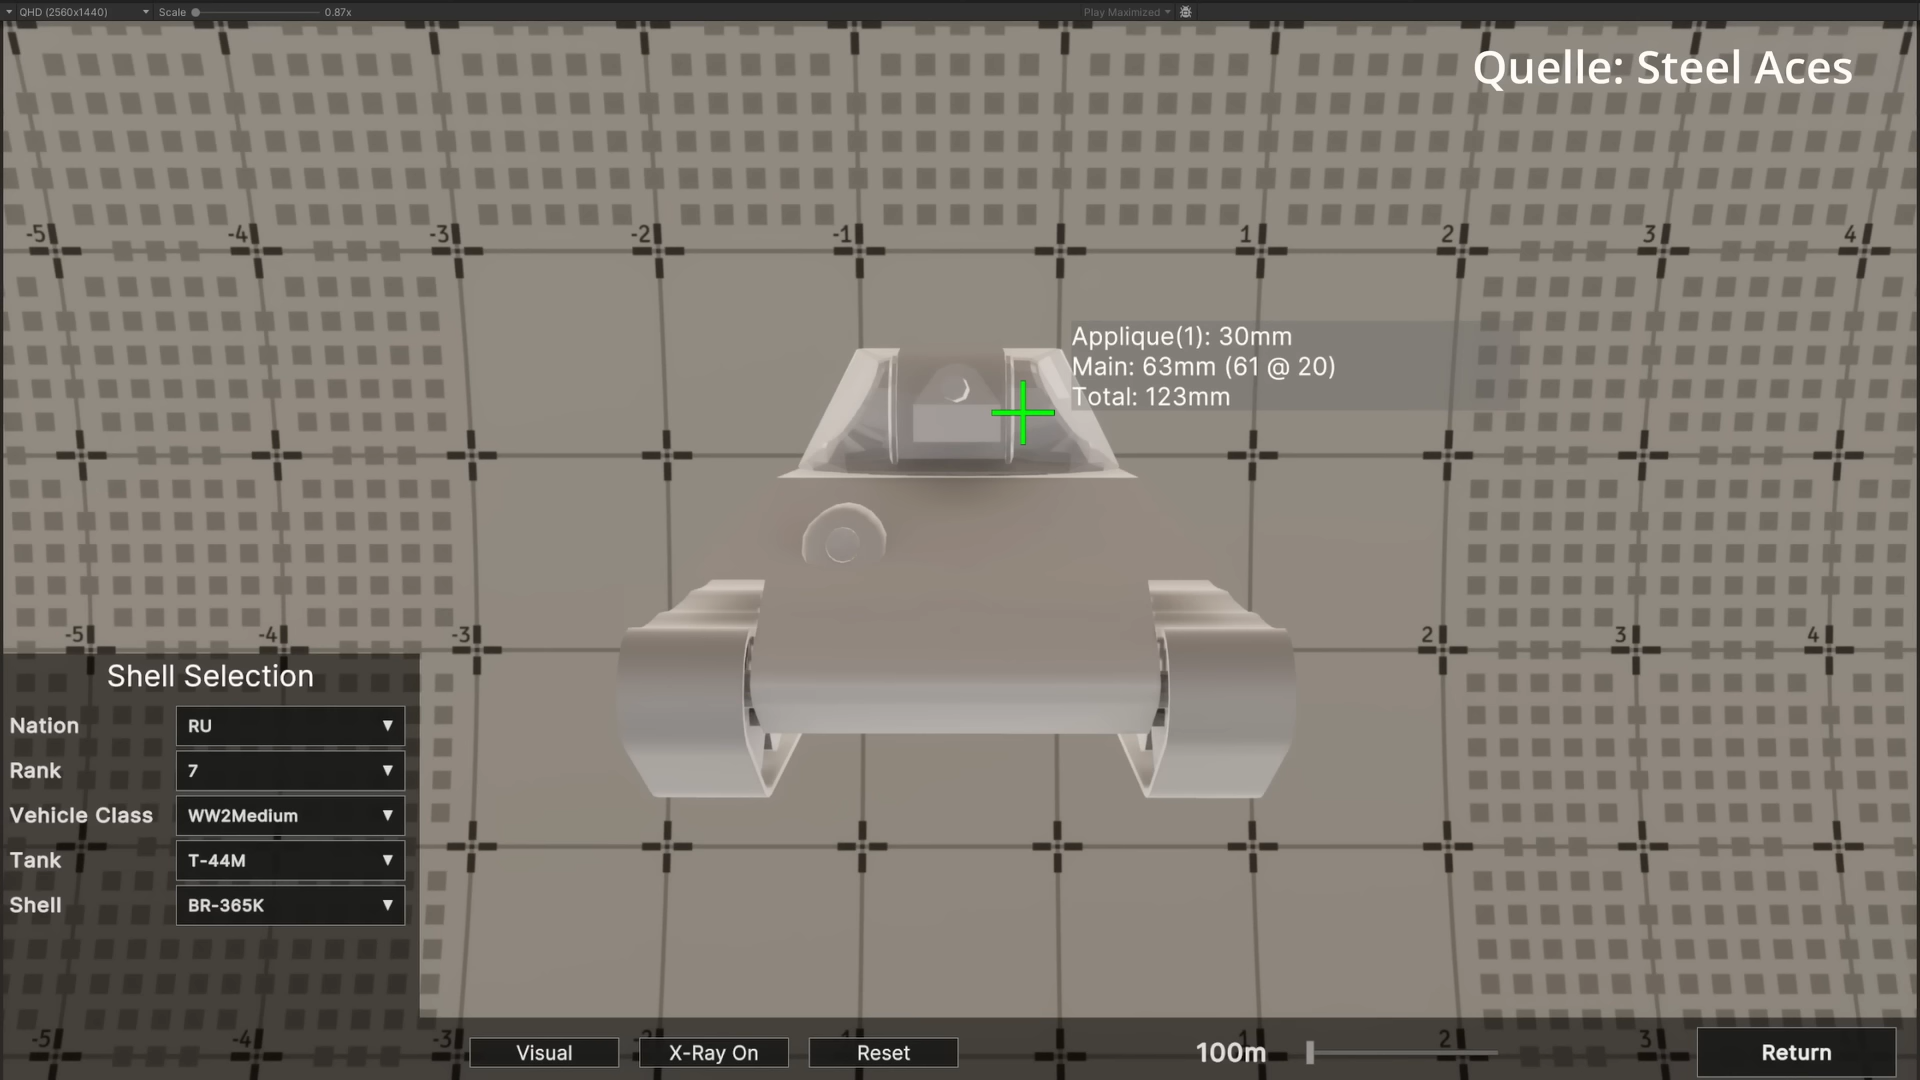 QHD (2560x1440) Scale 0.87x Play Maximized
Quelle: Steel Aces
-5 -4 -3 -2 -1 1 2 3 4
Applique(1): 30mm
Main: 63mm (61 @ 20)
Total: 123mm
-5 -4 -3 2 3 4
Shell Selection
Nation RU
Rank 7
Vehicle Class WW2Medium
Tank T-44M
Shell BR-365K
-5 -4 -3 1 2 3
Visual X-Ray On Reset 100m Return